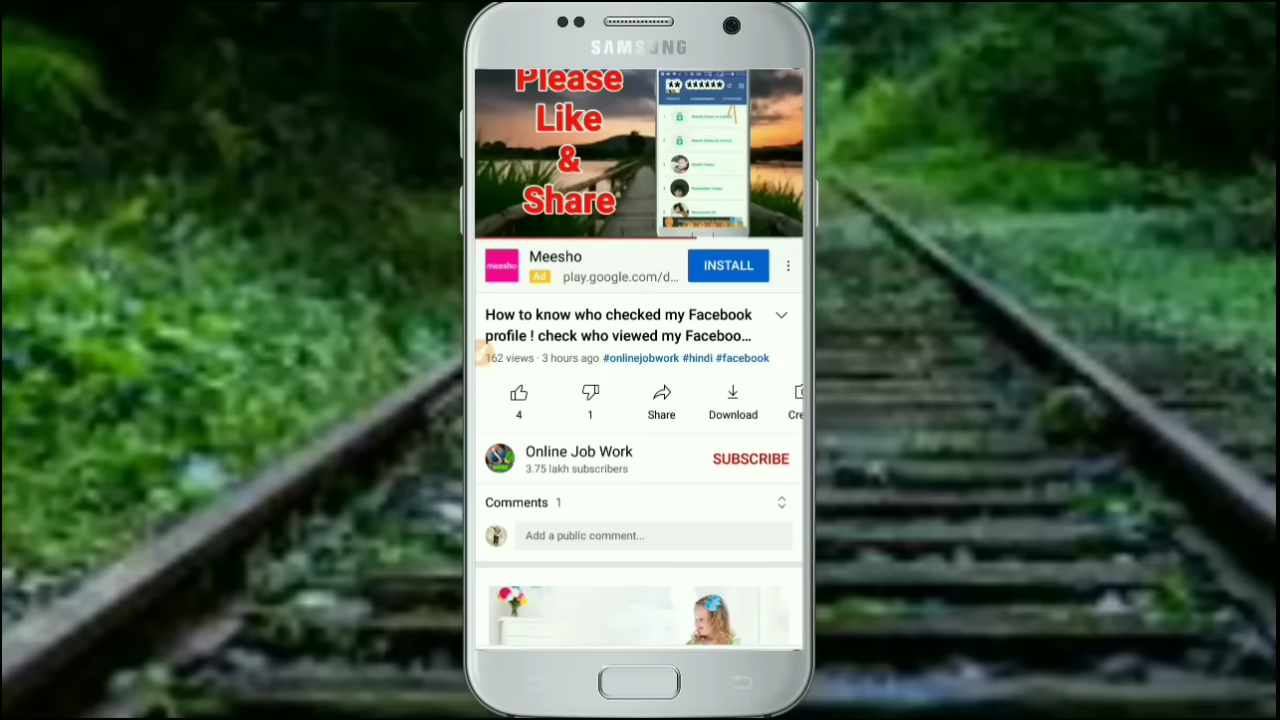 SAMSUNG
Please
Like
&
Share
meesho
Meesho
Ad play.google.com/d...
INSTALL
How to know who checked my Facebook
profile ! check who viewed my Faceboo...
162 views · 3 hours ago #onlinejobwork #hindi #facebook
4
1
Share
Download
Cre
Online Job Work
3.75 lakh subscribers
SUBSCRIBE
Comments 1
Add a public comment...